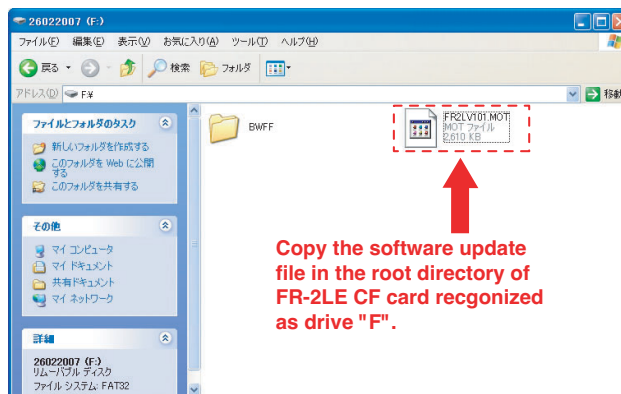 26022007 (F:)
ファイル(F) 編集(E) 表示(V) お気に入り(A) ツール(T) ヘルプ(H)
戻る 検索 フォルダ
アドレス(D) F:¥ 移動
ファイルとフォルダのタスク
新しいフォルダを作成する
このフォルダを Web に公開
する
このフォルダを共有する
その他
マイ コンピュータ
マイ ドキュメント
共有ドキュメント
マイ ネットワーク
詳細
26022007 (F:)
リムーバブル ディスク
ファイル システム: FAT32
BWFF
FR2LV101.MOT
MOT ファイル
2,610 KB
Copy the software update
file in the root directory of
FR-2LE CF card recgonized
as drive "F".